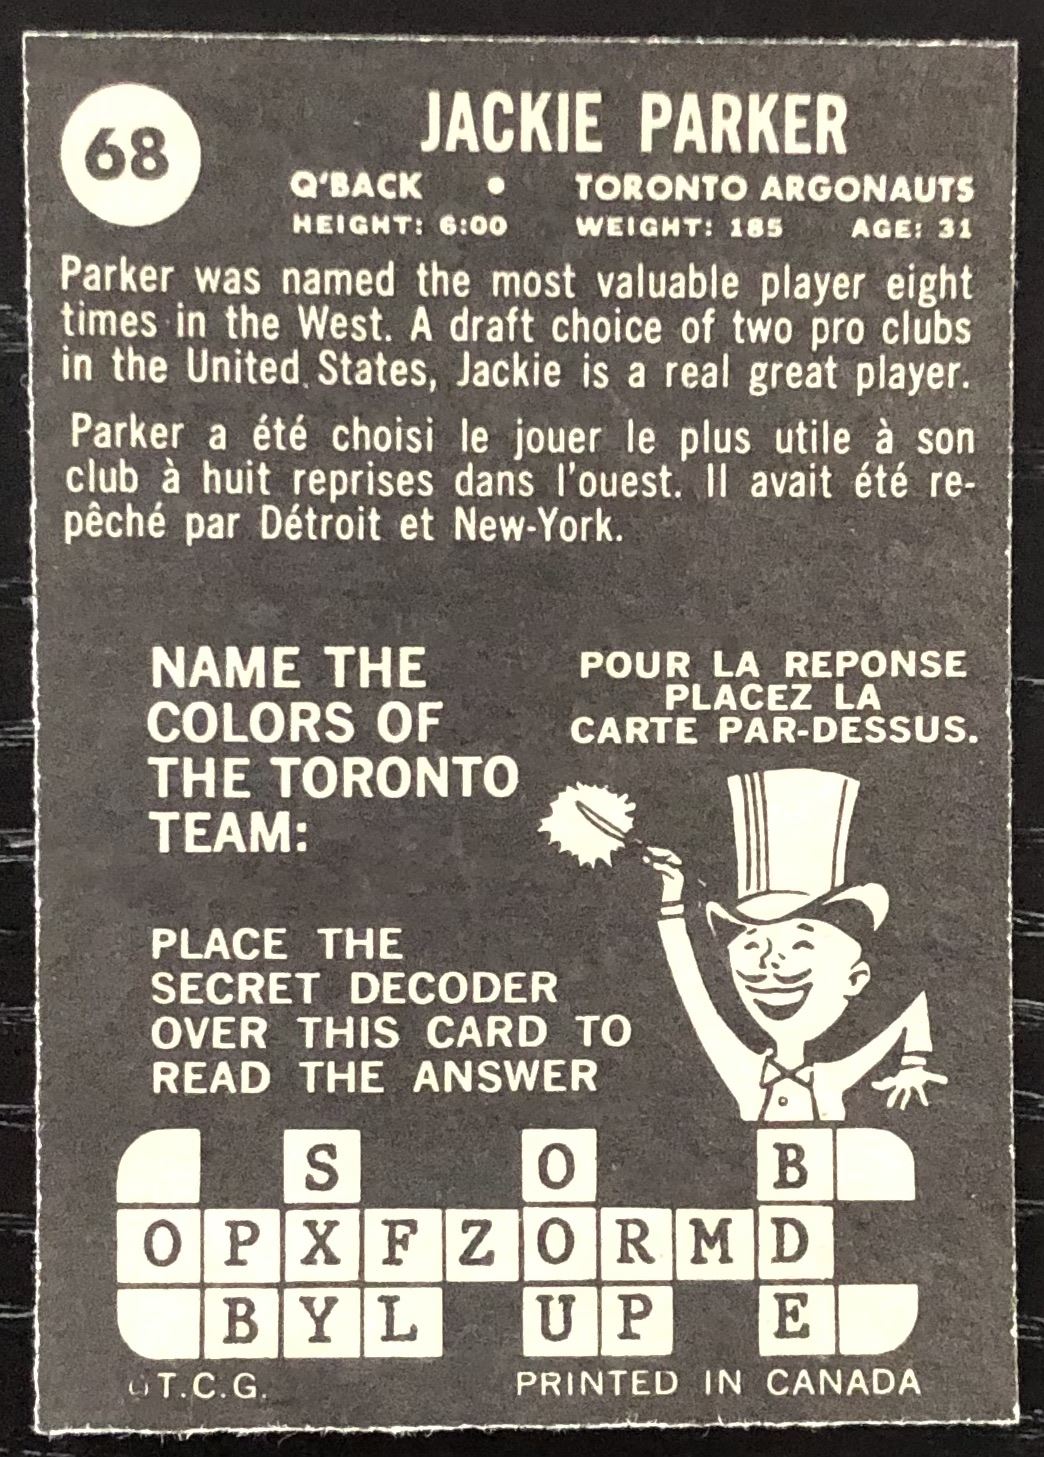 68
JACKIE PARKER
Q'BACK • TORONTO ARGONAUTS
HEIGHT: 6:00 WEIGHT: 185 AGE: 31
Parker was named the most valuable player eight
times in the West. A draft choice of two pro clubs
in the United States, Jackie is a real great player.
Parker a été choisi le jouer le plus utile à son
club à huit reprises dans l'ouest. Il avait été re-
pêché par Détroit et New-York.
NAME THE
COLORS OF
THE TORONTO
TEAM:
POUR LA REPONSE
PLACEZ LA
CARTE PAR-DESSUS.
PLACE THE
SECRET DECODER
OVER THIS CARD TO
READ THE ANSWER
S O B
O P X F Z O R M D
B Y L U P E
© T.C.G. PRINTED IN CANADA